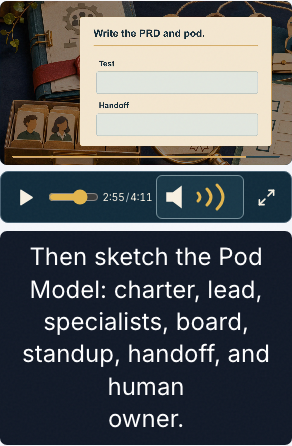 Write the PRD and pod.
Test
Handoff
2:55/4:11
Then sketch the Pod
Model: charter, lead,
specialists, board,
standup, handoff, and
human
owner.